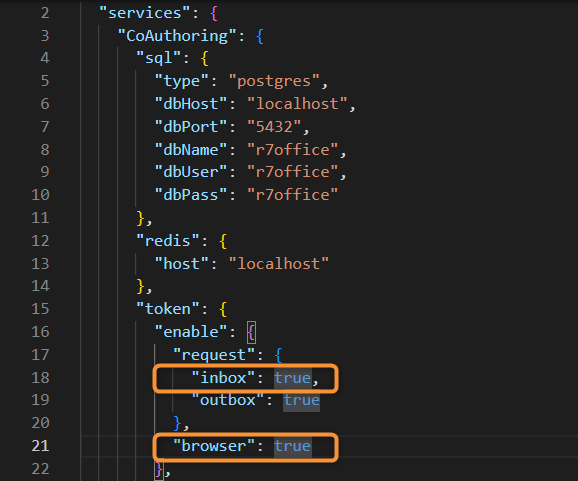 2 "services": {
3 "CoAuthoring": {
4 "sql": {
5 "type": "postgres",
6 "dbHost": "localhost",
7 "dbPort": "5432",
8 "dbName": "r7office",
9 "dbUser": "r7office",
10 "dbPass": "r7office"
11 },
12 "redis": {
13 "host": "localhost"
14 },
15 "token": {
16 "enable": {
17 "request": {
18 "inbox": true,
19 "outbox": true
20 },
21 "browser": true
22 },